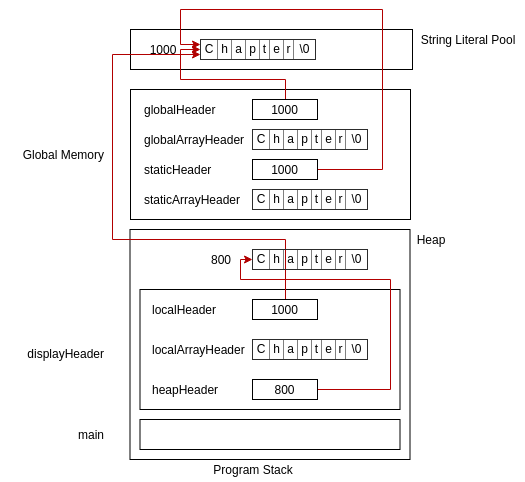 String Literal Pool
1000 C h a p t e r \0
globalHeader 1000
globalArrayHeader C h a p t e r \0
Global Memory
staticHeader 1000
staticArrayHeader C h a p t e r \0
Heap
800 C h a p t e r \0
localHeader 1000
localArrayHeader C h a p t e r \0
displayHeader
heapHeader 800
main
Program Stack